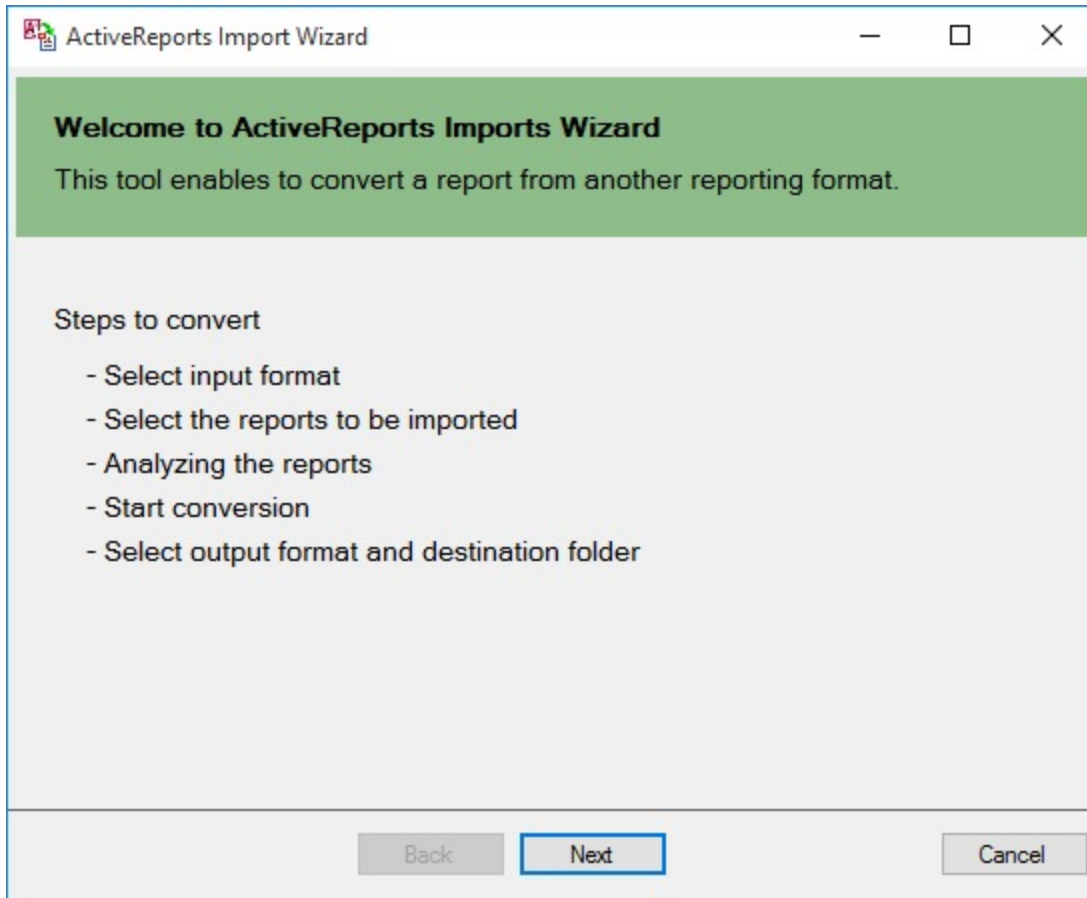 ActiveReports Import Wizard
Welcome to ActiveReports Imports Wizard
This tool enables to convert a report from another reporting format.
Steps to convert
- Select input format
- Select the reports to be imported
- Analyzing the reports
- Start conversion
- Select output format and destination folder
Back Next Cancel